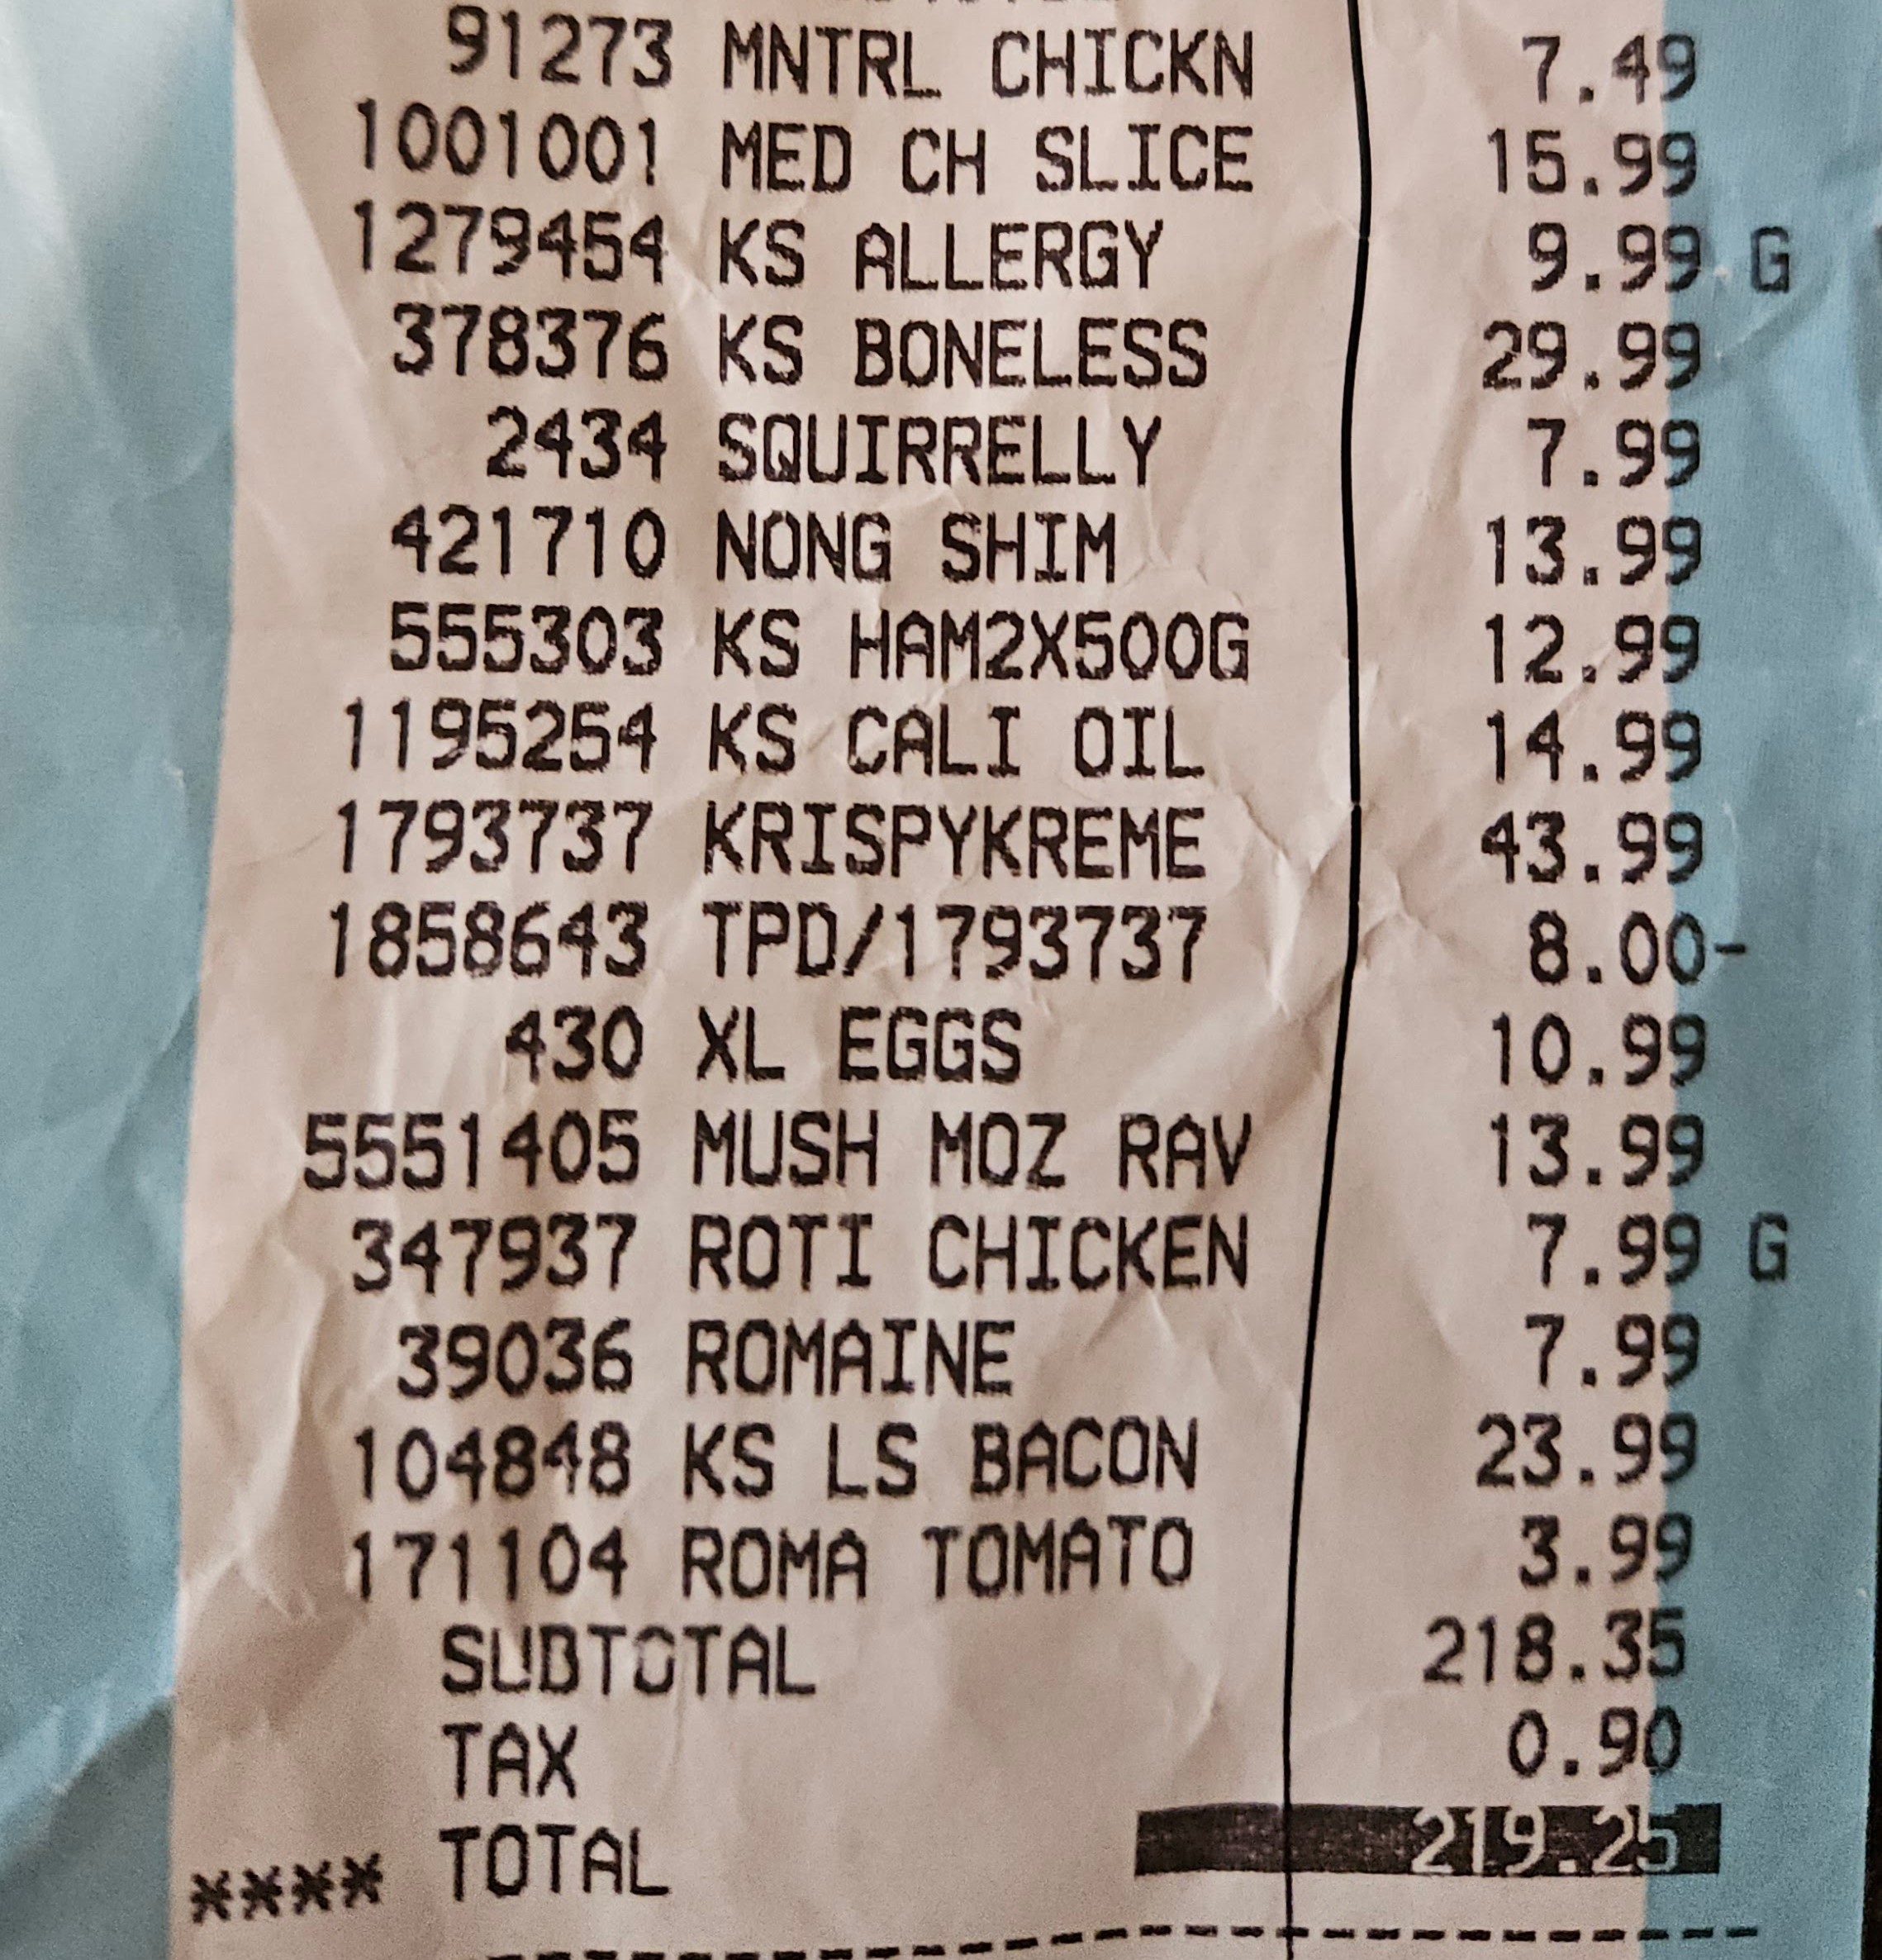 91273 MNTRL CHICKN 7.49
1001001 MED CH SLICE 15.99
1279454 KS ALLERGY 9.99 G
378376 KS BONELESS 29.99
2434 SQUIRRELLY 7.99
421710 NONG SHIM 13.99
555303 KS HAM2X500G 12.99
1195254 KS CALI OIL 14.99
1793737 KRISPYKREME 43.99
1858643 TPD/1793737 8.00-
430 XL EGGS 10.99
5551405 MUSH MOZ RAV 13.99
347937 ROTI CHICKEN 7.99 G
39036 ROMAINE 7.99
104848 KS LS BACON 23.99
171104 ROMA TOMATO 3.99
SUBTOTAL 218.35
TAX 0.90
**** TOTAL 219.25